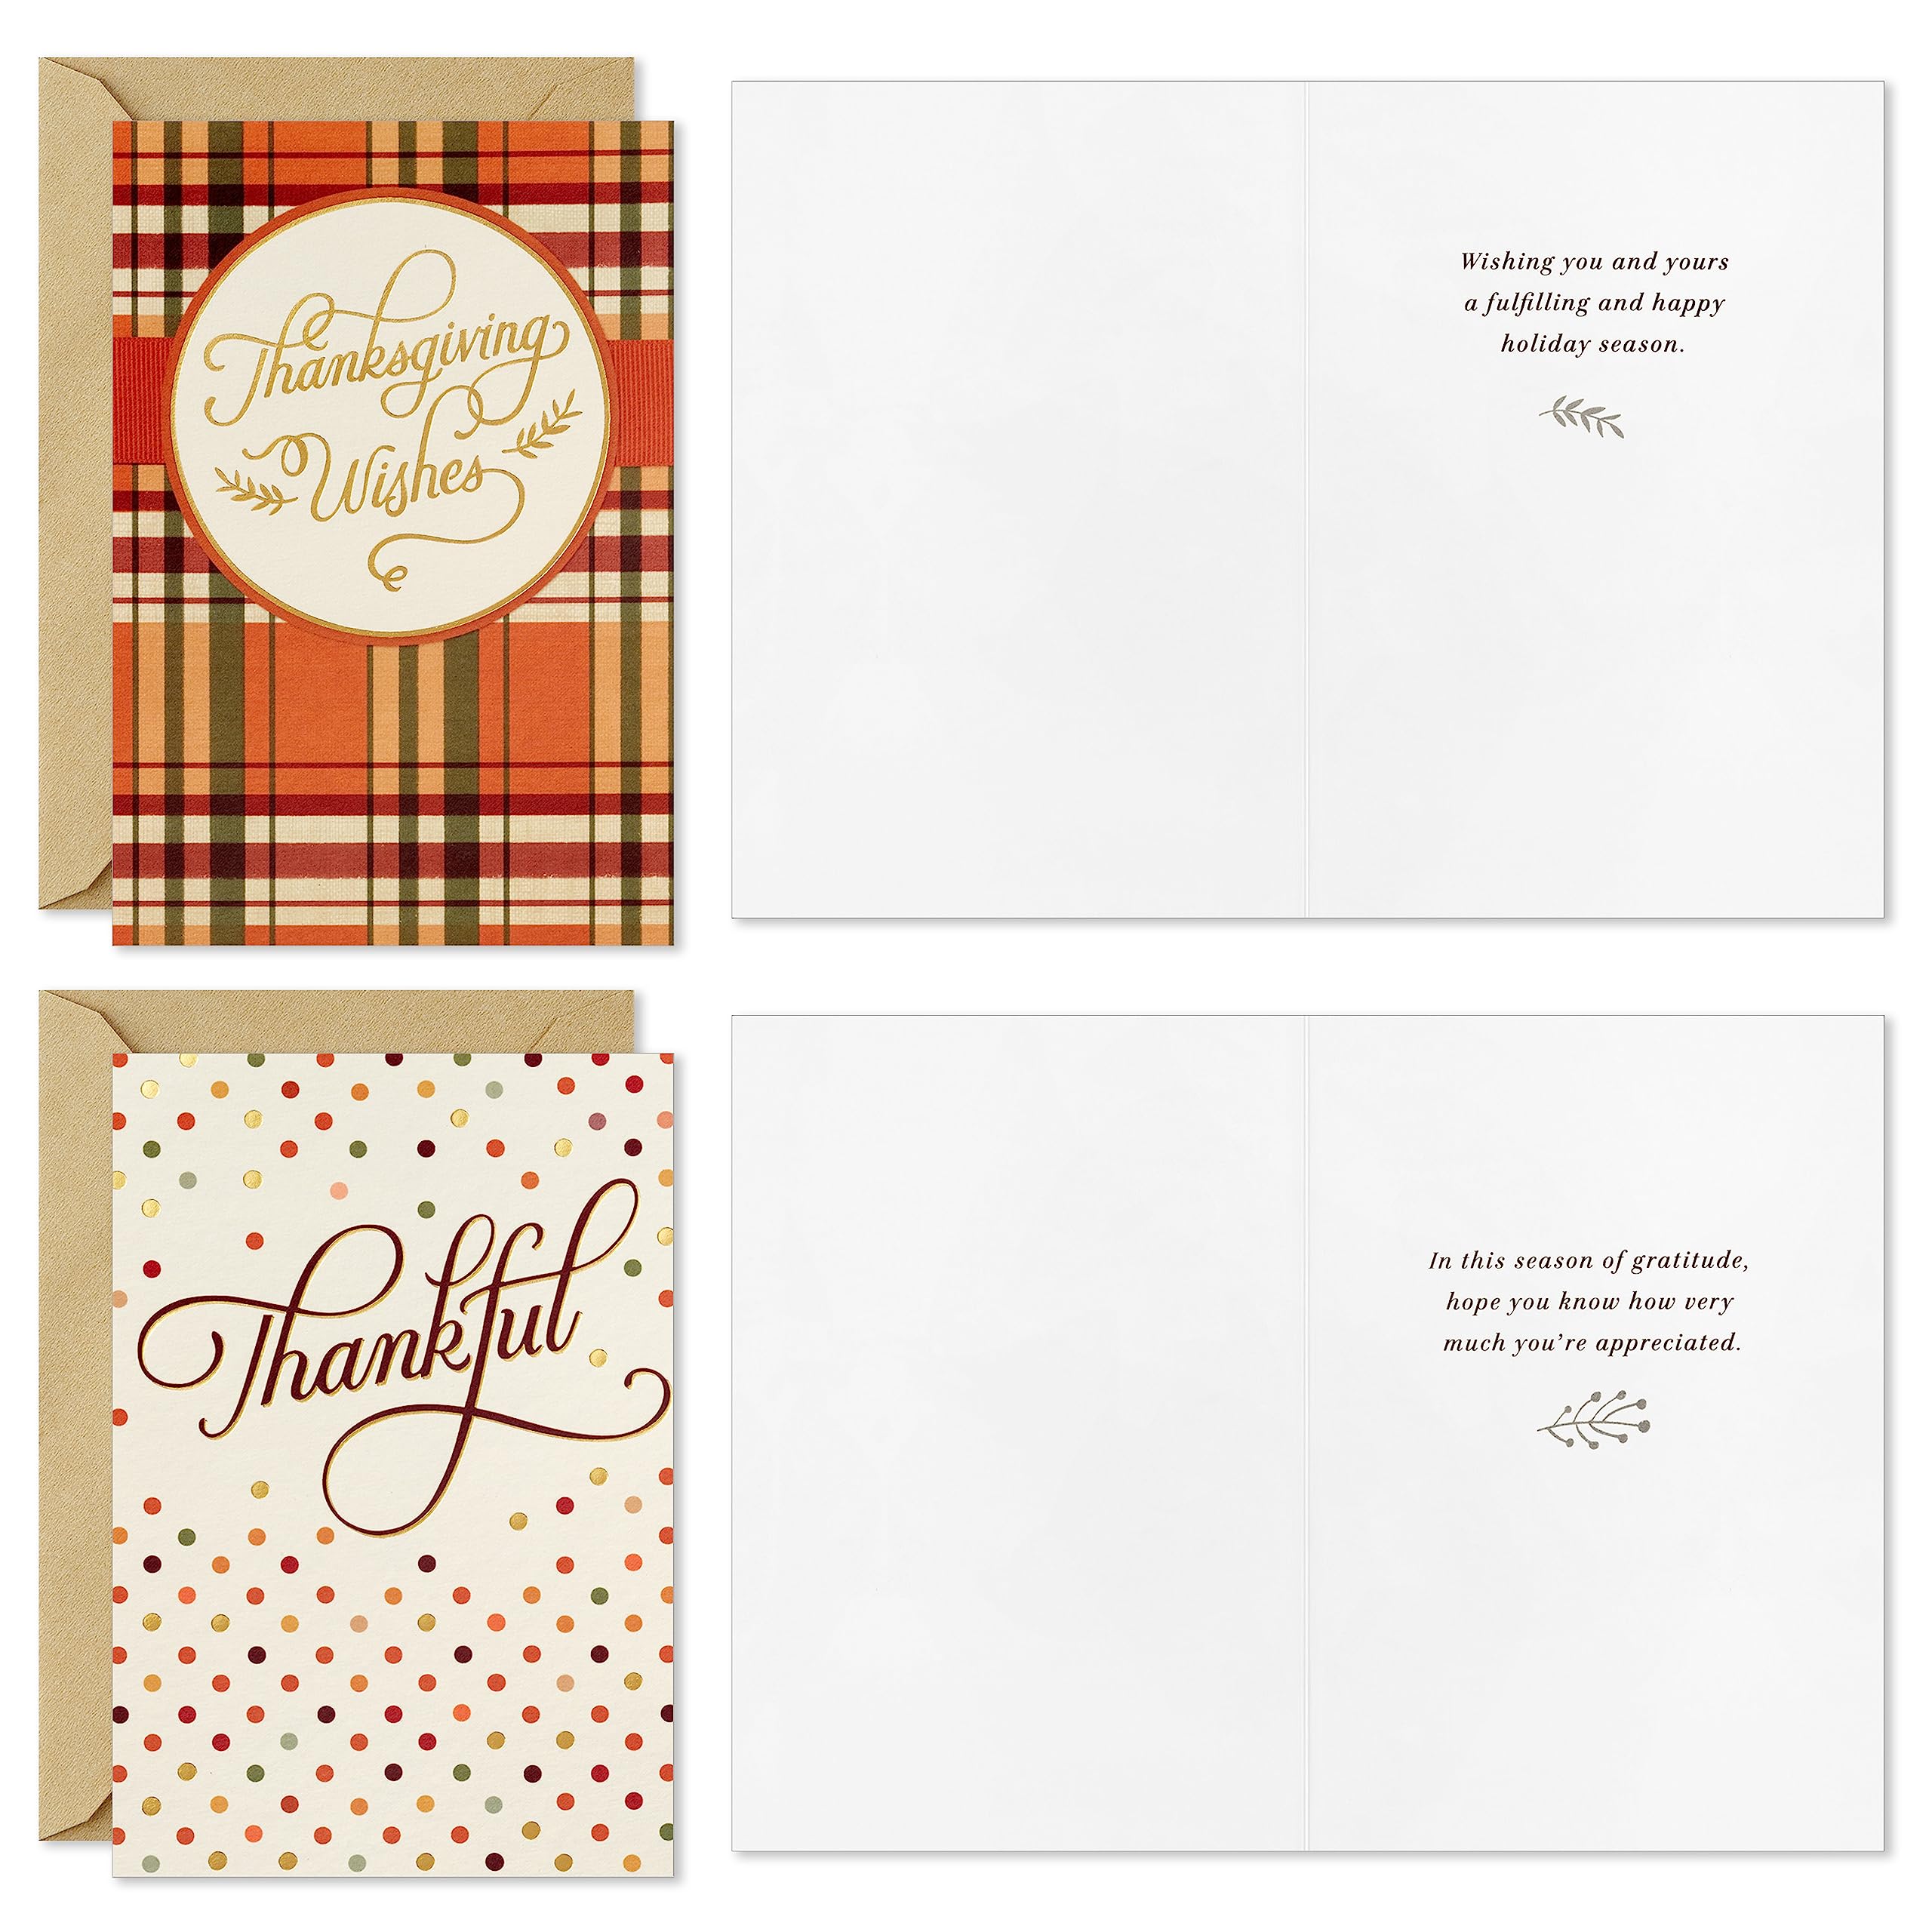 Thanksgiving
Wishes
Wishing you and yours
a fulfilling and happy
holiday season.
Thankful
In this season of gratitude,
hope you know how very
much you’re appreciated.